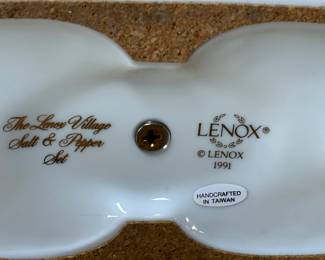 The Lenox Village
Salt & Pepper
Set
LENOX®
© LENOX
1991
HANDCRAFTED
IN TAIWAN